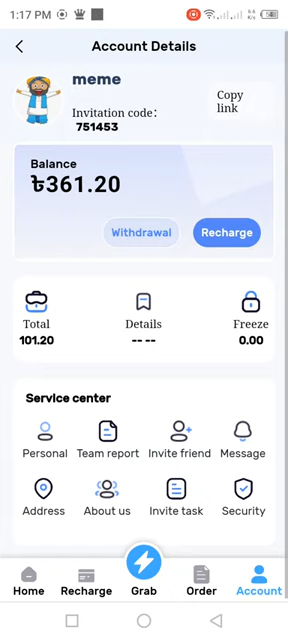 1:17 PM
Account Details
meme
Copy
link
Invitation code:
751453
Balance
৳361.20
Withdrawal
Recharge
Total
Details
Freeze
101.20
-- --
0.00
Service center
Personal
Team report
Invite friend
Message
Address
About us
Invite task
Security
Home
Recharge
Grab
Order
Account